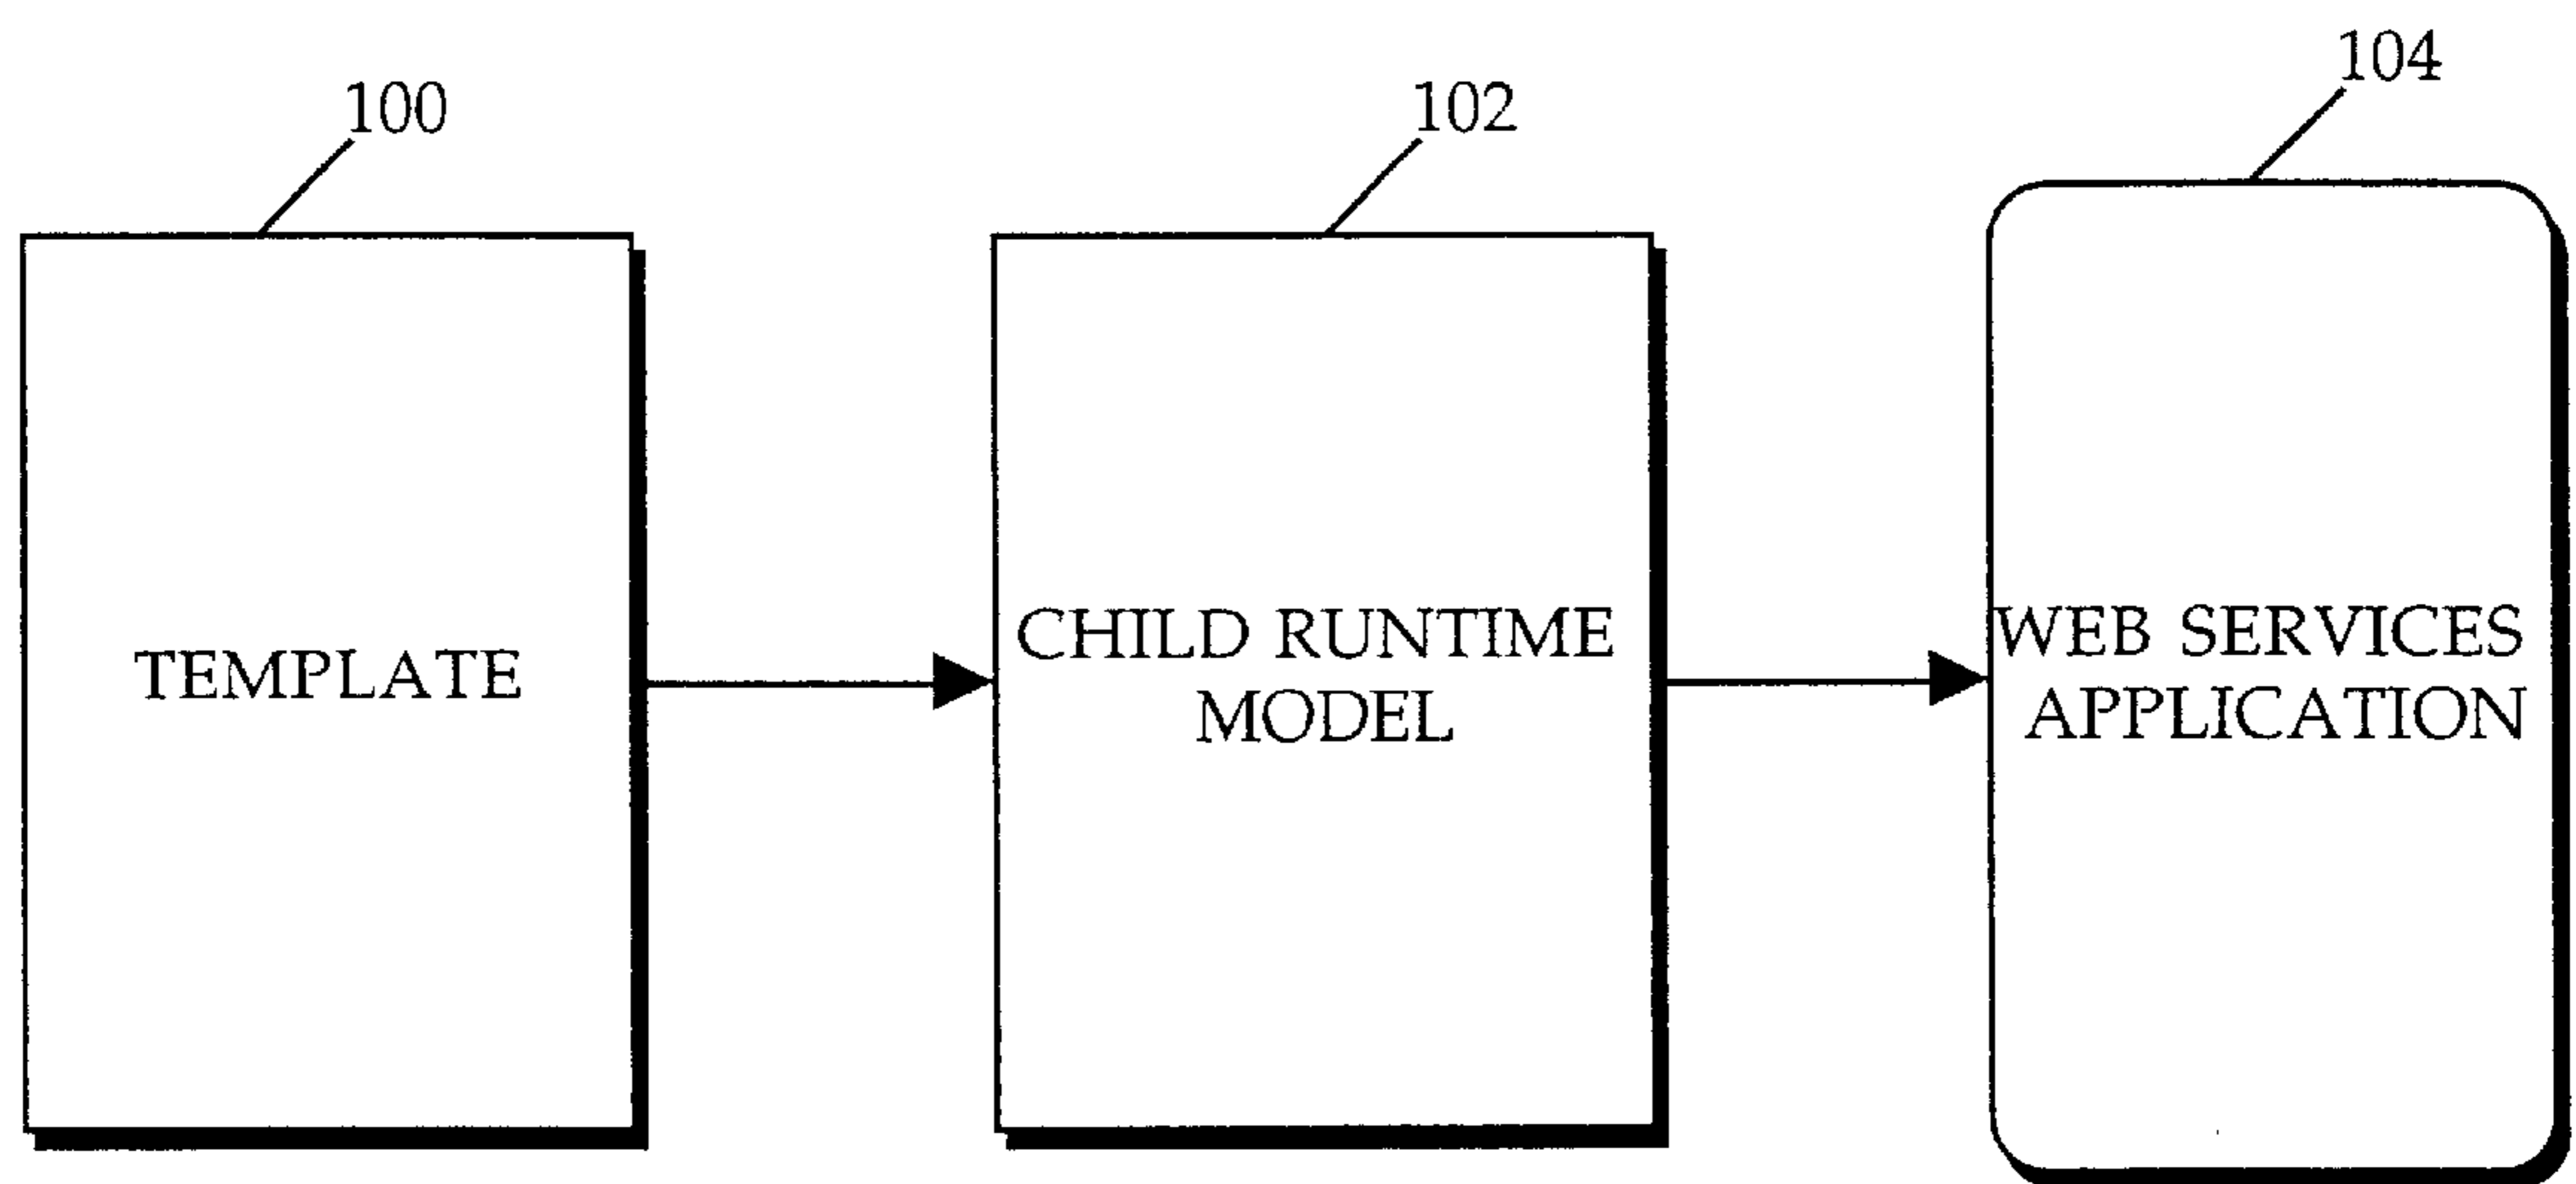 100
102
104
TEMPLATE
CHILD RUNTIME
MODEL
WEB SERVICES
APPLICATION